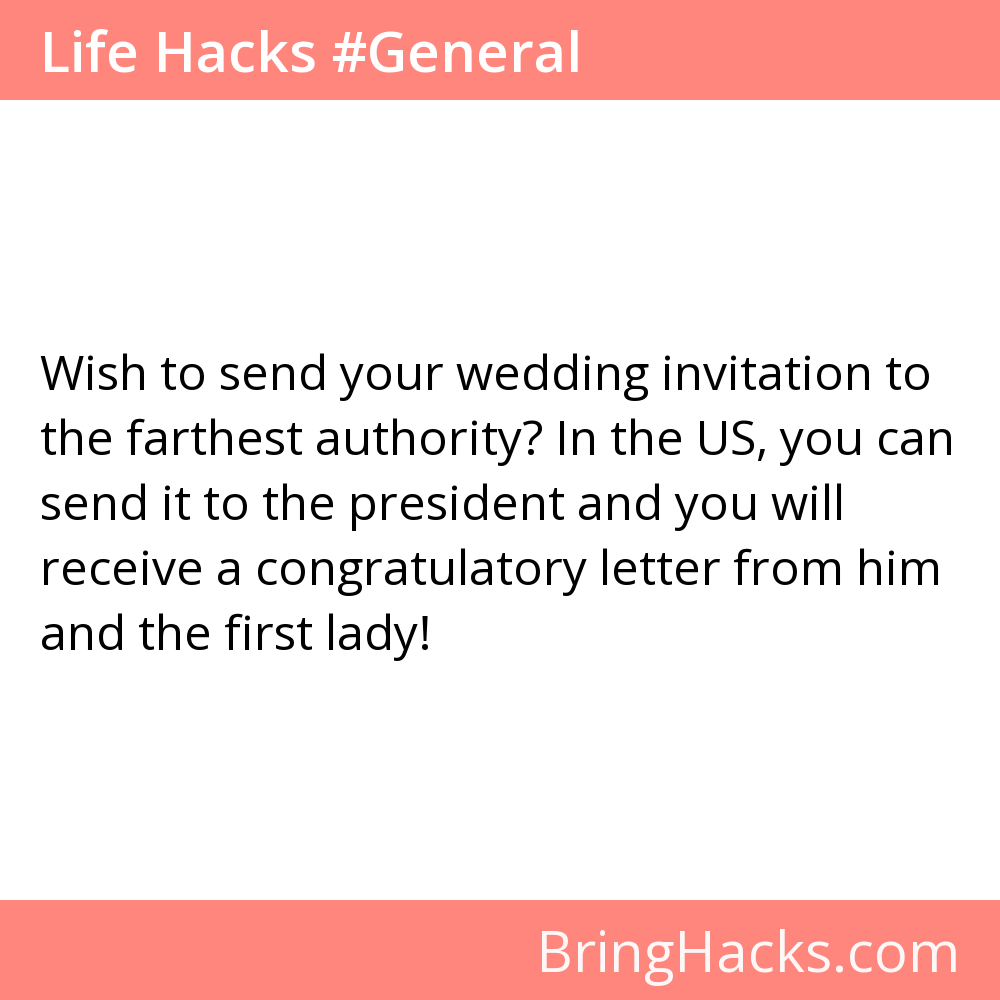 Life Hacks #General
Wish to send your wedding invitation to
the farthest authority? In the US, you can
send it to the president and you will
receive a congratulatory letter from him
and the first lady!
BringHacks.com